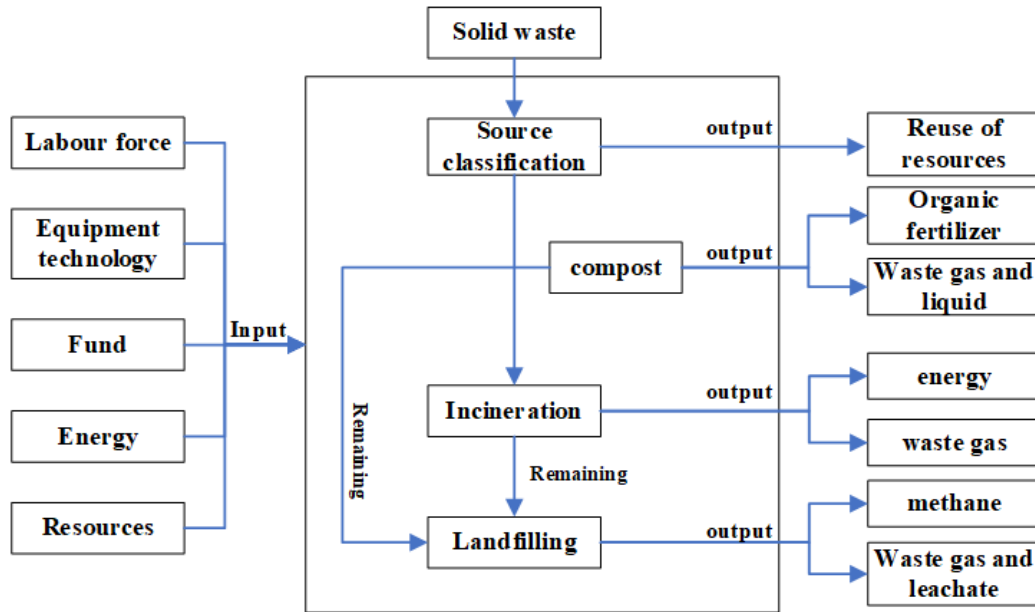 Solid waste
Labour force
Equipment
technology
Fund
Energy
Resources
Input
Source
classification
output
Reuse of
resources
compost
output
Organic
fertilizer
Waste gas and
liquid
Remaining
Incineration
output
energy
waste gas
Remaining
Landfilling
output
methane
Waste gas and
leachate